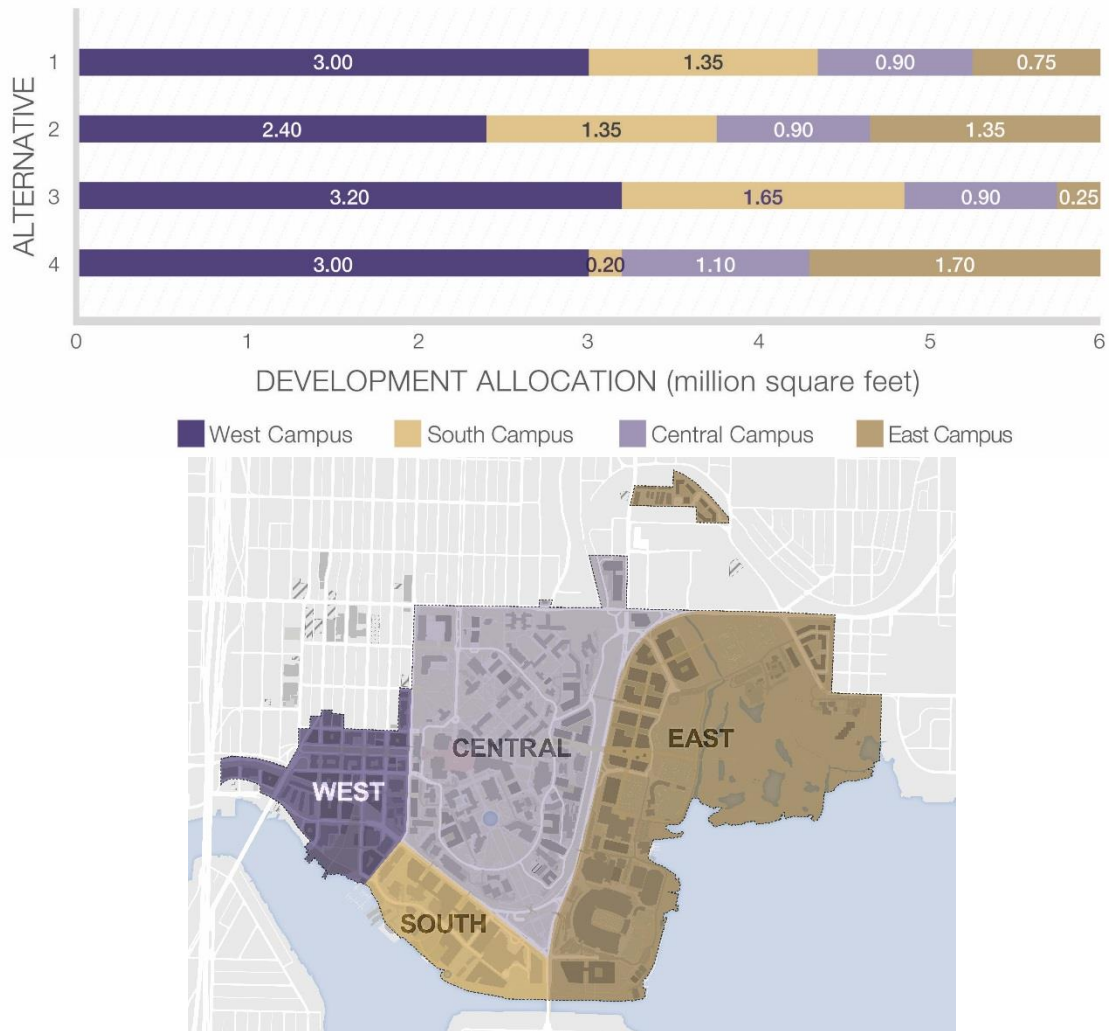 ALTERNATIVE
1
3.00 1.35 0.90 0.75
2
2.40 1.35 0.90 1.35
3
3.20 1.65 0.90 0.25
4
3.00 0.20 1.10 1.70
0 1 2 3 4 5 6
DEVELOPMENT ALLOCATION (million square feet)
West Campus South Campus Central Campus East Campus
CENTRAL
EAST
WEST
SOUTH